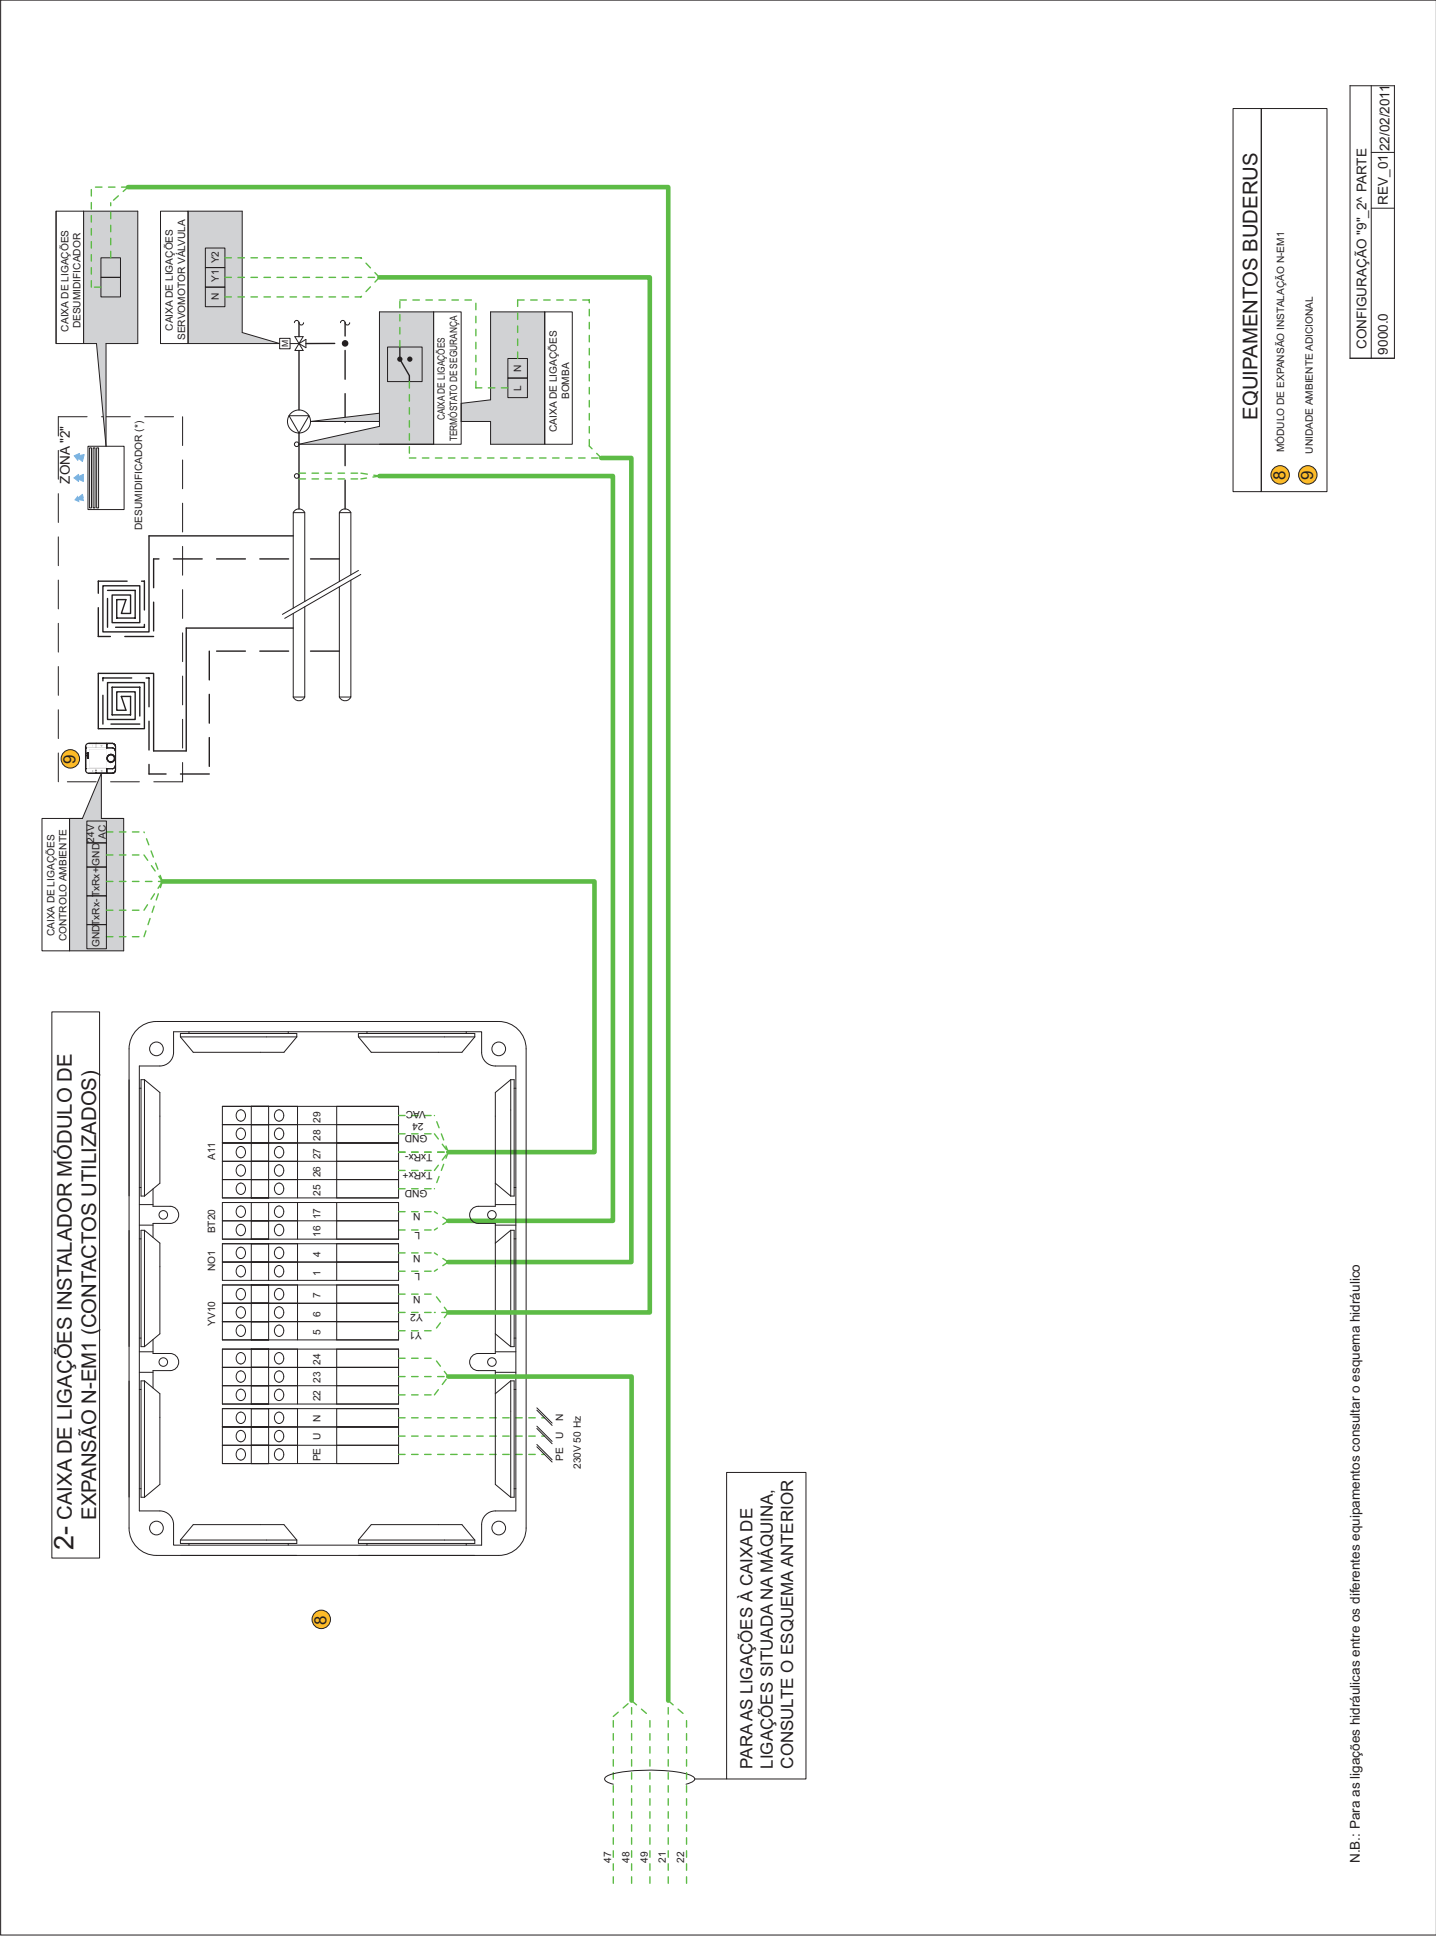 2- CAIXA DE LIGAÇÕES INSTALADOR MÓDULO DE
EXPANSÃO N-EM1 (CONTACTOS UTILIZADOS)
8
CAIXA DE LIGAÇÕES
CONTROLO AMBIENTE
GND TxRx- TxRx+ GND 24V
AC
9
ZONA "2"
DESUMIDIFICADOR (*)
CAIXA DE LIGAÇÕES
DESUMIDIFICADOR
CAIXA DE LIGAÇÕES
SERVOMOTOR VÁLVULA
N Y1 Y2
M
CAIXA DE LIGAÇÕES
TERMÓSTATO DE SEGURANÇA
L N
CAIXA DE LIGAÇÕES
BOMBA
YV10 NO1 BT20 A11
PE U N 22 23 24 5 6 7 1 4 16 17 25 26 27 28 29
Y1 Y2 N L N L N GND TxRx+ TxRx- GND 24
VAC
PE U N
230V 50 Hz
47
48
49
21
22
PARA AS LIGAÇÕES À CAIXA DE
LIGAÇÕES SITUADA NA MÁQUINA,
CONSULTE O ESQUEMA ANTERIOR
EQUIPAMENTOS BUDERUS
8 MÓDULO DE EXPANSÃO INSTALAÇÃO N-EM1
9 UNIDADE AMBIENTE ADICIONAL
N.B.: Para as ligações hidráulicas entre os diferentes equipamentos consultar o esquema hidráulico
CONFIGURAÇÃO "9"_2^ PARTE
9000.0 REV_01 22/02/2011